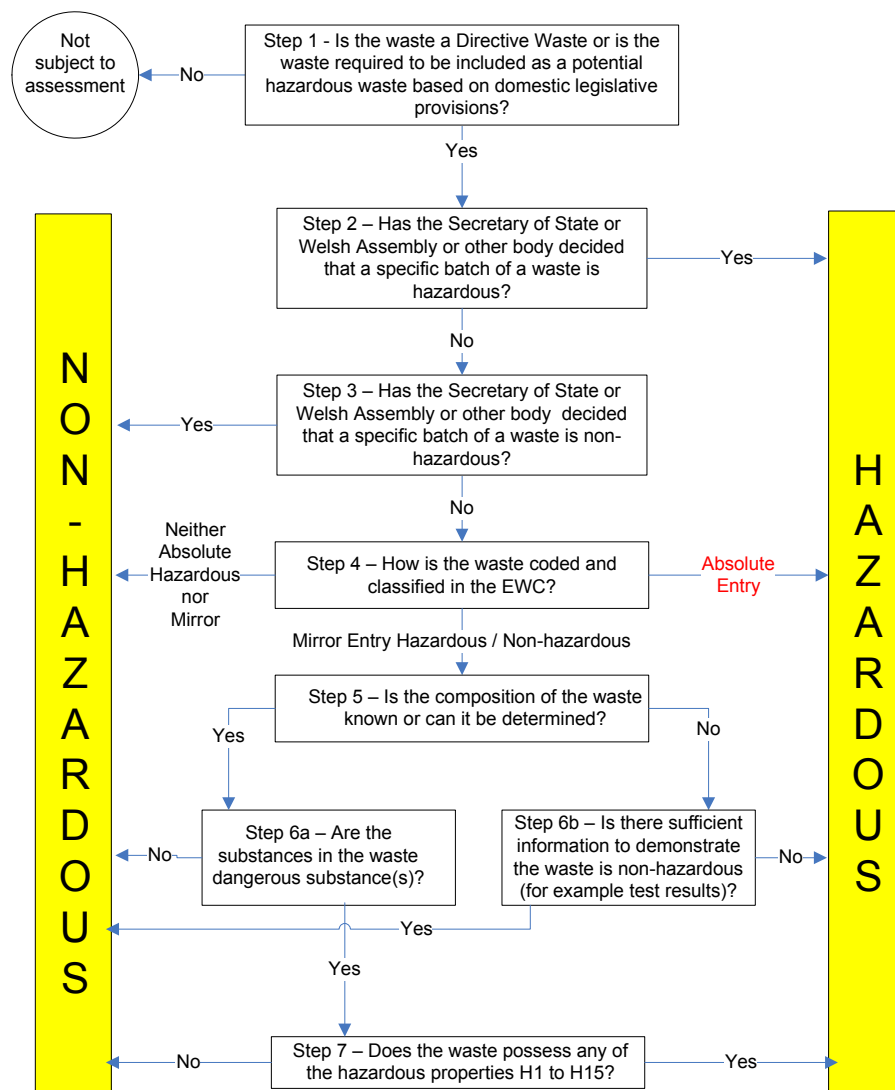 Not
subject to
assessment
No
Step 1 - Is the waste a Directive Waste or is the
waste required to be included as a potential
hazardous waste based on domestic legislative
provisions?
Yes
Step 2 – Has the Secretary of State or
Welsh Assembly or other body decided
that a specific batch of a waste is
hazardous?
Yes
No
Step 3 – Has the Secretary of State or
Welsh Assembly or other body decided
that a specific batch of a waste is non-
hazardous?
Yes
No
Neither
Absolute
Hazardous
nor
Mirror
Step 4 – How is the waste coded and
classified in the EWC?
Absolute
Entry
Mirror Entry Hazardous / Non-hazardous
Step 5 – Is the composition of the waste
known or can it be determined?
Yes
No
Step 6a – Are the
substances in the waste
dangerous substance(s)?
No
Step 6b – Is there sufficient
information to demonstrate
the waste is non-hazardous
(for example test results)?
No
Yes
Yes
Step 7 – Does the waste possess any of
the hazardous properties H1 to H15?
No
Yes
N
O
N
-
H
A
Z
A
R
D
O
U
S
H
A
Z
A
R
D
O
U
S